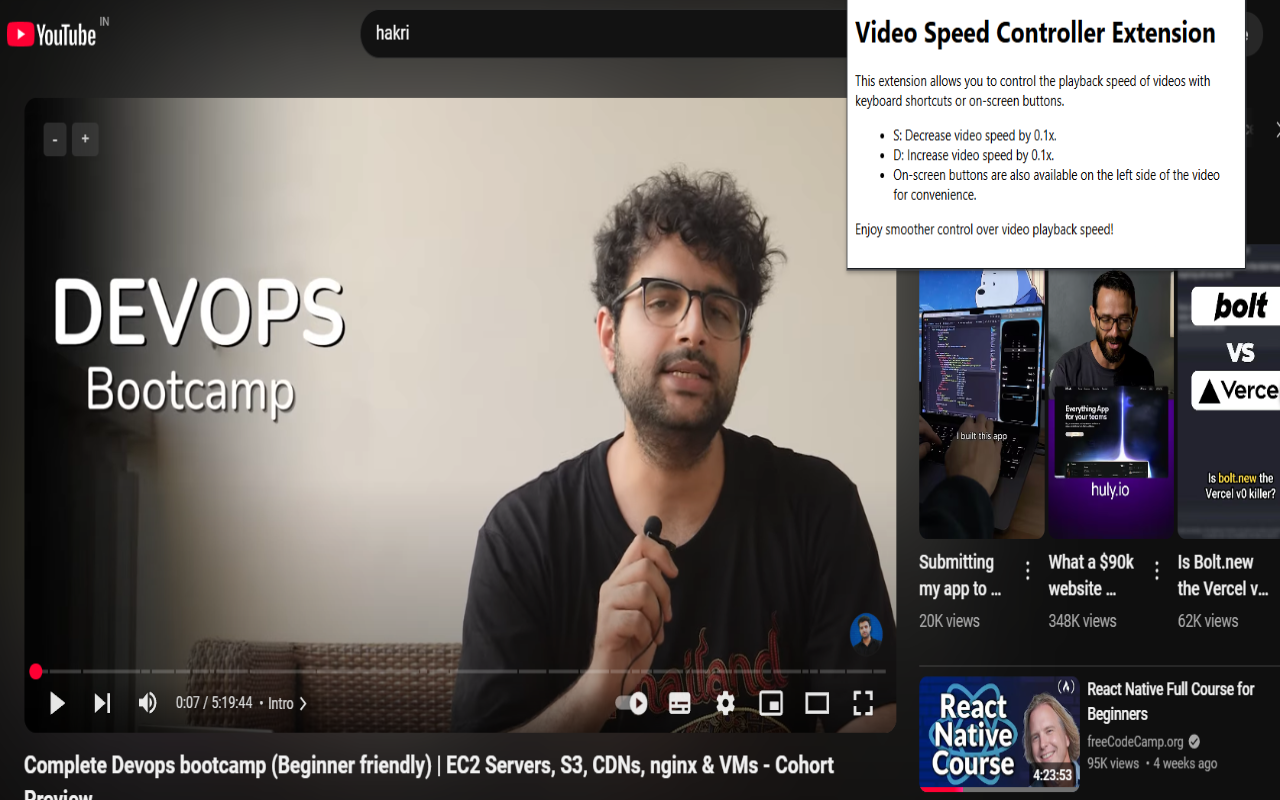 YouTube IN
hakri
Video Speed Controller Extension
This extension allows you to control the playback speed of videos with
keyboard shortcuts or on-screen buttons.
S: Decrease video speed by 0.1x.
D: Increase video speed by 0.1x.
On-screen buttons are also available on the left side of the video
for convenience.
Enjoy smoother control over video playback speed!
- +
DEVOPS
Bootcamp
thailand
0:07 / 5:19:44 • Intro
Complete Devops bootcamp (Beginner friendly) | EC2 Servers, S3, CDNs, nginx & VMs - Cohort
Preview
I built this app
Everything App
for your teams
huly.io
bolt
VS
Verce
Is bolt.new the
Vercel v0 killer?
Submitting
my app to ...
20K views
What a $90k
website ...
348K views
Is Bolt.new
the Vercel v...
62K views
React
Native
Course
4:23:53
React Native Full Course for
Beginners
freeCodeCamp.org
95K views • 4 weeks ago